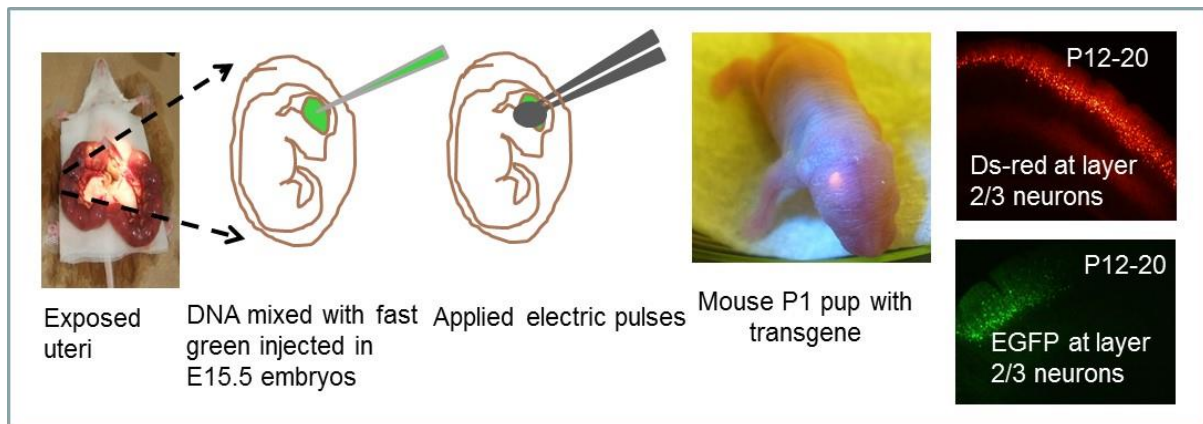 Exposed
uteri
DNA mixed with fast
green injected in
E15.5 embryos
Applied electric pulses
Mouse P1 pup with
transgene
P12-20
Ds-red at layer
2/3 neurons
P12-20
EGFP at layer
2/3 neurons